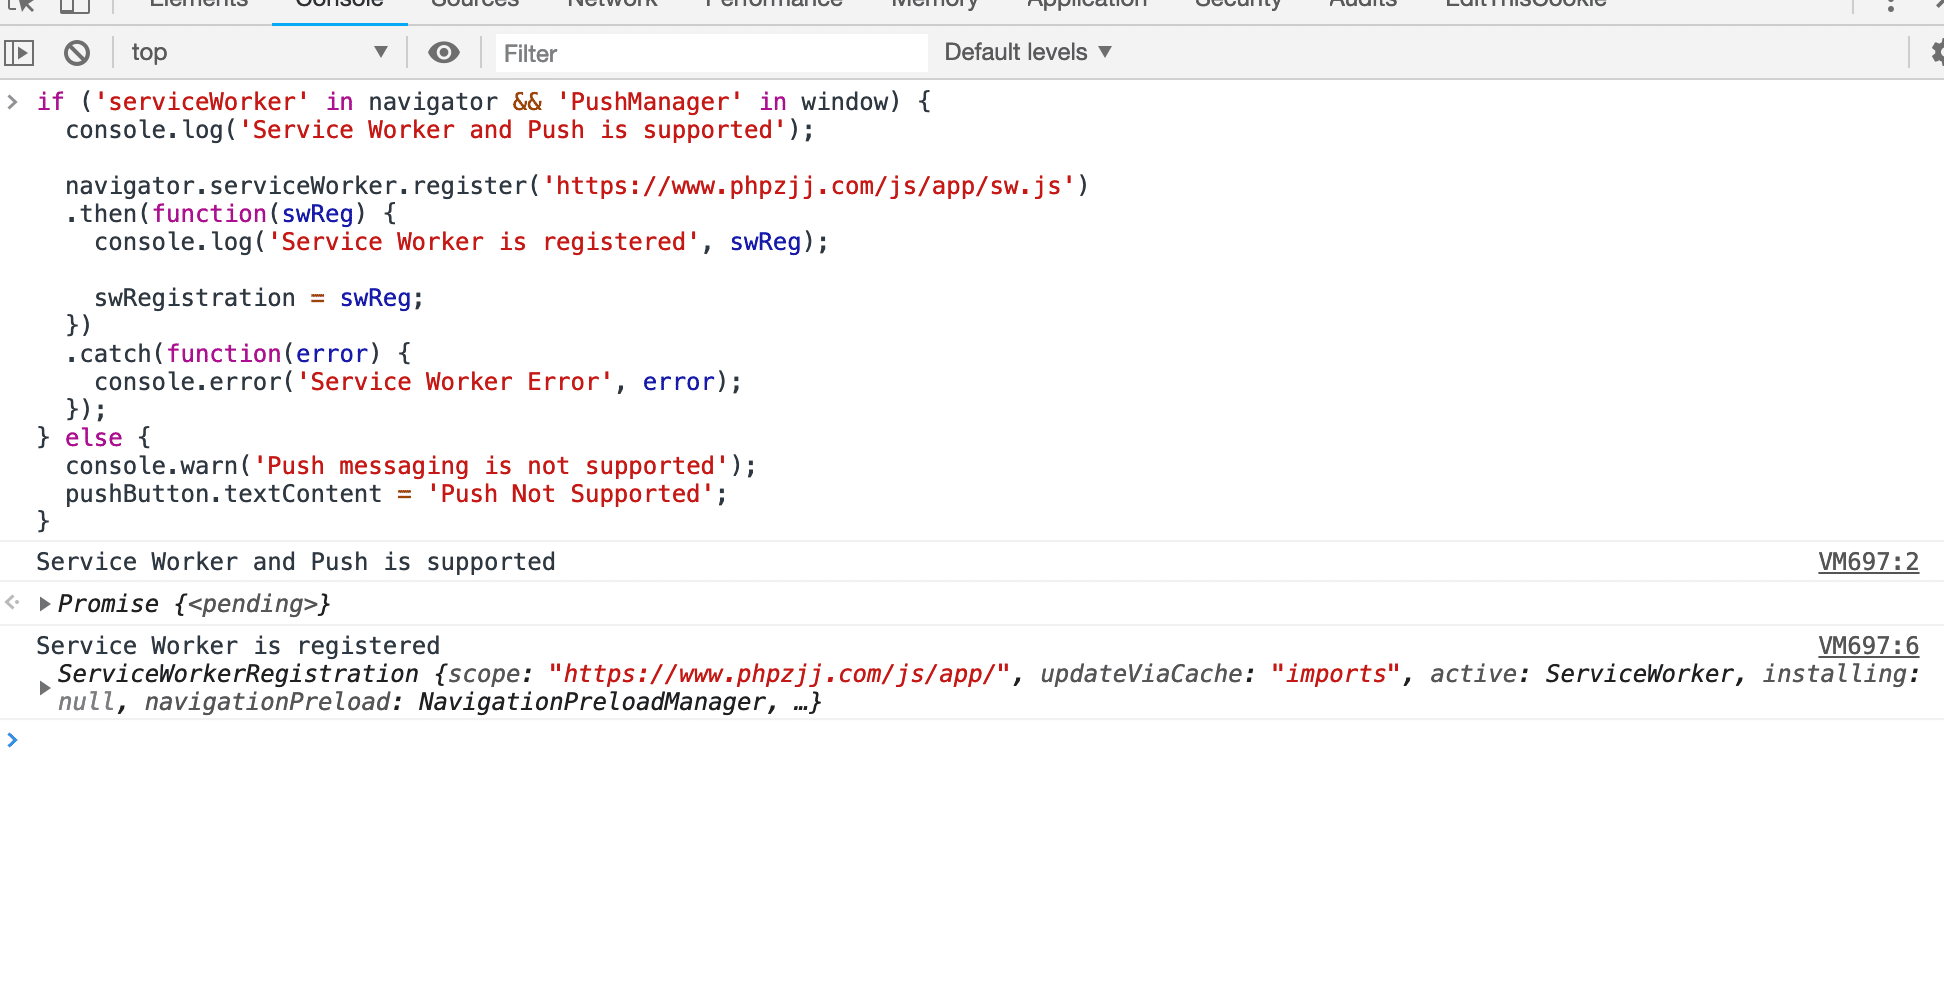 Elements Console Sources Network Performance Memory Application Security Audits EditThisCookie
top Filter Default levels
if ('serviceWorker' in navigator && 'PushManager' in window) {
console.log('Service Worker and Push is supported');
navigator.serviceWorker.register('https://www.phpzjj.com/js/app/sw.js')
.then(function(swReg) {
console.log('Service Worker is registered', swReg);
swRegistration = swReg;
})
.catch(function(error) {
console.error('Service Worker Error', error);
});
} else {
console.warn('Push messaging is not supported');
pushButton.textContent = 'Push Not Supported';
}
Service Worker and Push is supported VM697:2
Promise {<pending>}
Service Worker is registered VM697:6
ServiceWorkerRegistration {scope: "https://www.phpzjj.com/js/app/", updateViaCache: "imports", active: ServiceWorker, installing:
null, navigationPreload: NavigationPreloadManager, …}